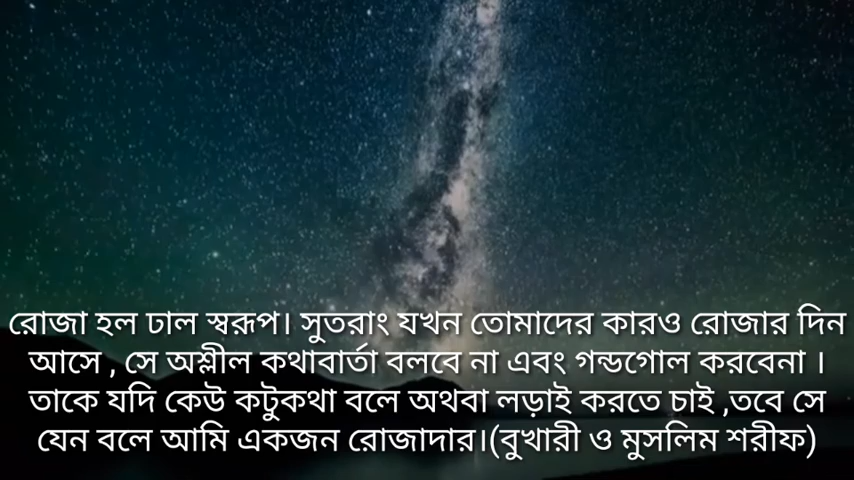 রোজা হল ঢাল স্বরূপ। সুতরাং যখন তোমাদের কারও রোজার দিন
আসে , সে অশ্লীল কথাবার্তা বলবে না এবং গন্ডগোল করবেনা ।
তাকে যদি কেউ কটুকথা বলে অথবা লড়াই করতে চাই ,তবে সে
যেন বলে আমি একজন রোজাদার।(বুখারী ও মুসলিম শরীফ)